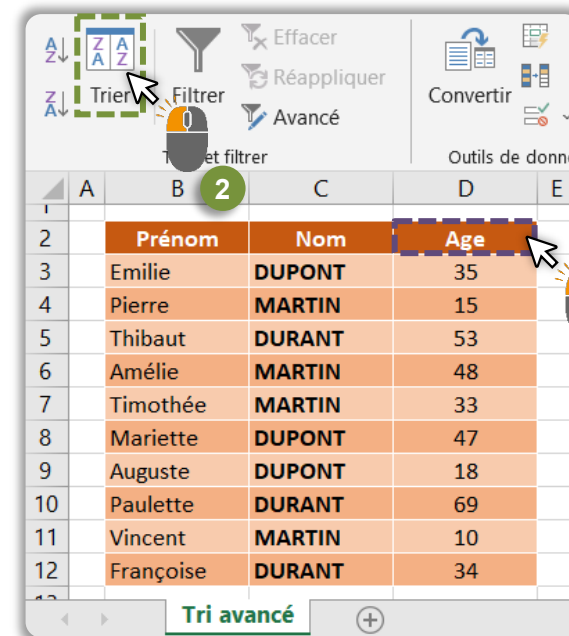 A
Z
Z
A
Z A
A Z
Trier
Filtrer
Effacer
Réappliquer
Avancé
Convertir
et filtrer
Outils de donn
2
A B C D E
2 Prénom Nom Age
3 Emilie DUPONT 35
4 Pierre MARTIN 15
5 Thibaut DURANT 53
6 Amélie MARTIN 48
7 Timothée MARTIN 33
8 Mariette DUPONT 47
9 Auguste DUPONT 18
10 Paulette DURANT 69
11 Vincent MARTIN 10
12 Françoise DURANT 34
Tri avancé